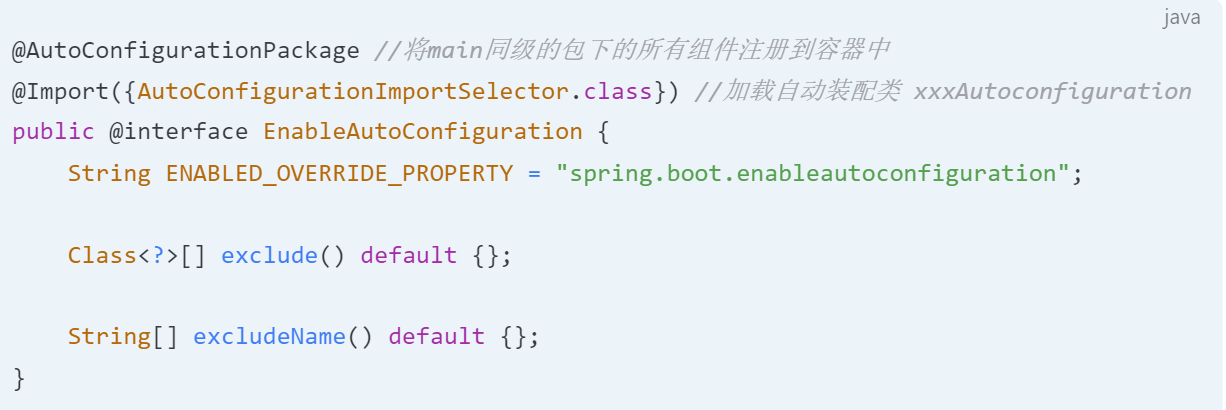 java
@AutoConfigurationPackage //将main同级的包下的所有组件注册到容器中
@Import({AutoConfigurationImportSelector.class}) //加载自动装配类 xxxAutoconfiguration
public @interface EnableAutoConfiguration {
    String ENABLED_OVERRIDE_PROPERTY = "spring.boot.enableautoconfiguration";
    Class<?>[] exclude() default {};
    String[] excludeName() default {};
}